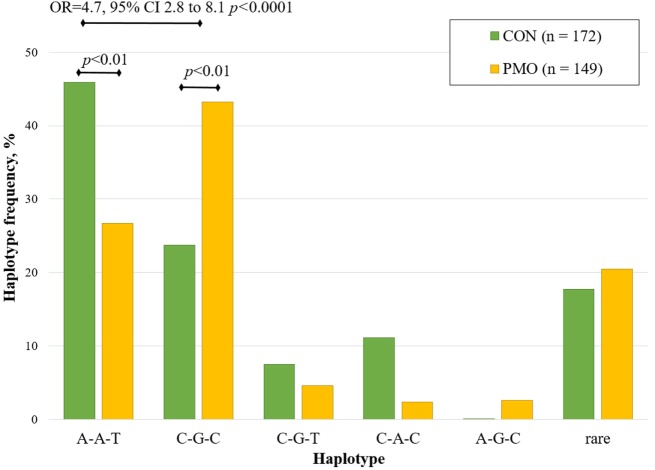 OR=4.7, 95% CI 2.8 to 8.1 p<0.0001
CON (n = 172)
PMO (n = 149)
p<0.01
p<0.01
Haplotype frequency, %
50
40
30
20
10
0
A-A-T
C-G-C
C-G-T
C-A-C
A-G-C
rare
Haplotype